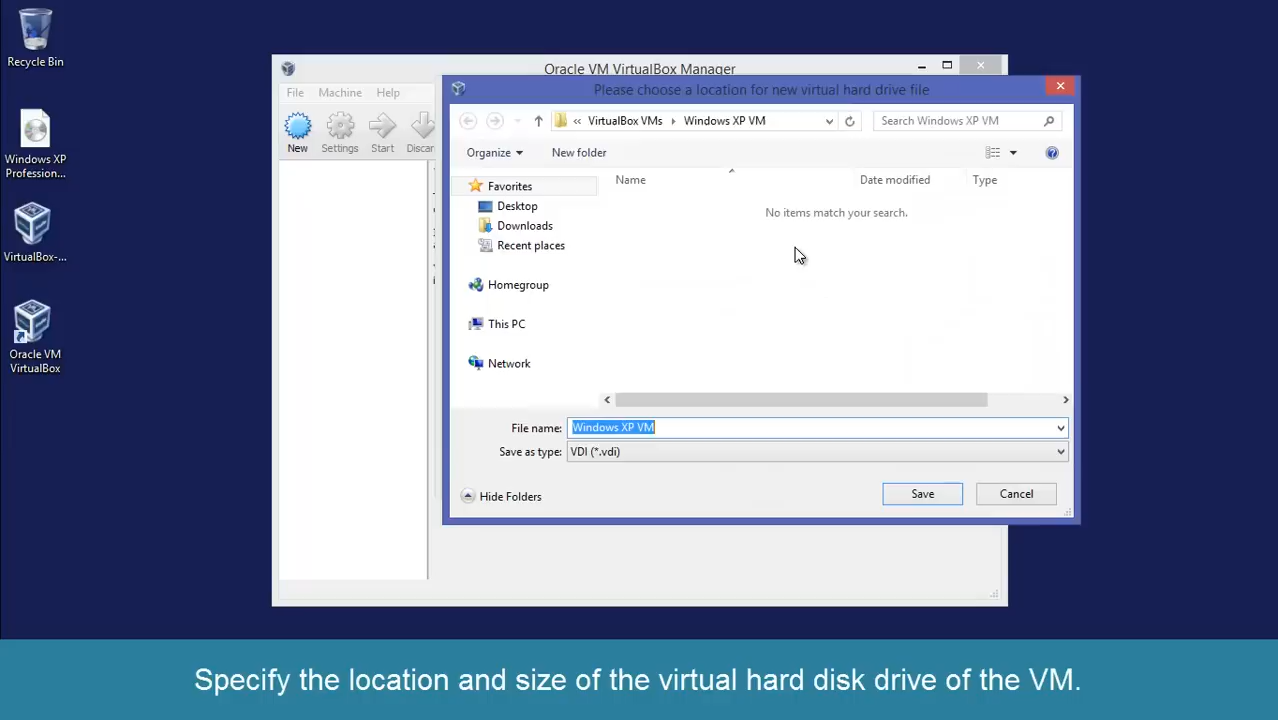 Recycle Bin
Windows XP
Profession...
VirtualBox-...
Oracle VM
VirtualBox
Oracle VM VirtualBox Manager
File Machine Help
New Settings Start Discar
Please choose a location for new virtual hard drive file
« VirtualBox VMs Windows XP VM
Search Windows XP VM
Organize New folder
Favorites
Desktop
Downloads
Recent places
Homegroup
This PC
Network
Name Date modified Type
No items match your search.
File name: Windows XP VM
Save as type: VDI (*.vdi)
Hide Folders
Save Cancel
Specify the location and size of the virtual hard disk drive of the VM.